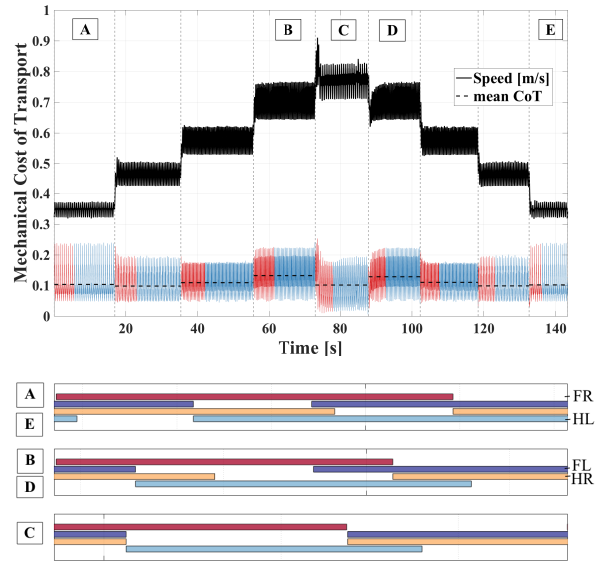 1
0.9
0.8
0.7
0.6
0.5
0.4
0.3
0.2
0.1
0
Mechanical Cost of Transport
A
B
C
D
E
Speed [m/s]
mean CoT
20 40 60 80 100 120 140
Time [s]
A
E
FR
HL
B
D
FL
HR
C